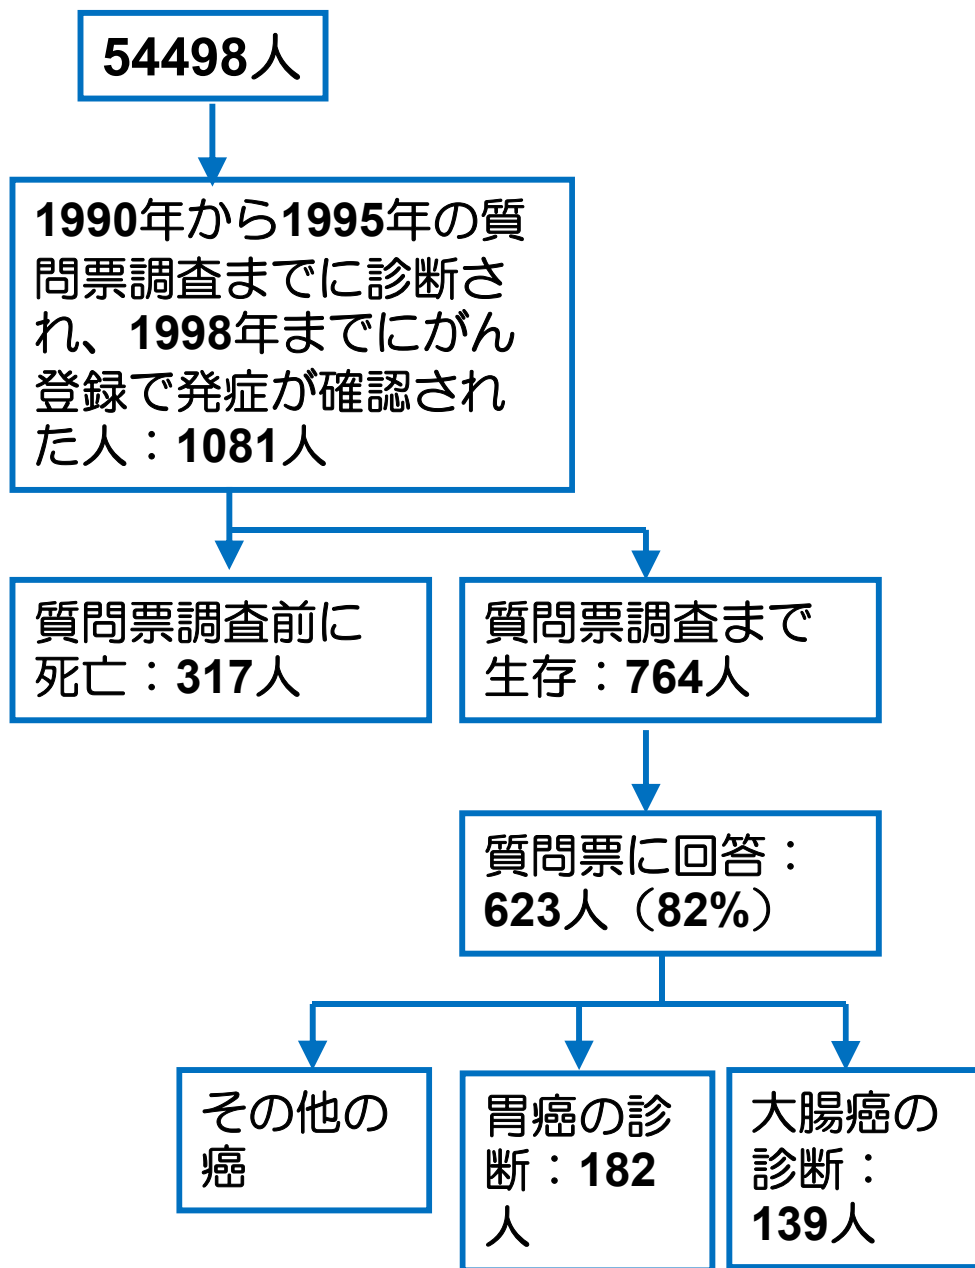 54498人
1990年から1995年の質
問票調査までに診断さ
れ、1998年までにがん
登録で発症が確認され
た人：1081人
質問票調査前に
死亡：317人
質問票調査まで
生存：764人
質問票に回答：
623人（82%）
その他の
癌
胃癌の診
断：182
人
大腸癌の
診断：
139人